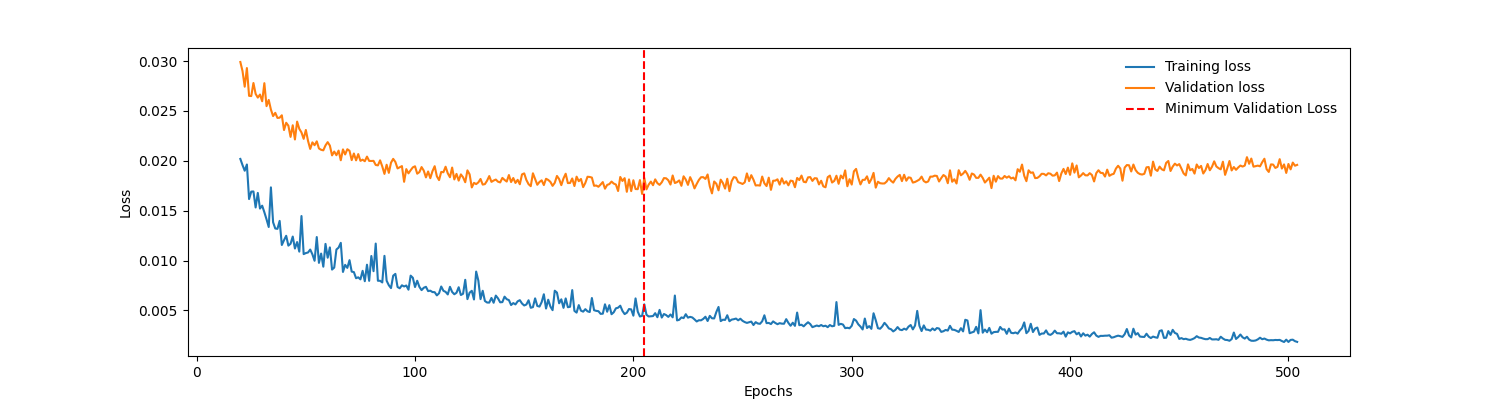 0.030
0.025
0.020
0.015
0.010
0.005
Loss
0 100 200 300 400 500
Epochs
Training loss
Validation loss
Minimum Validation Loss